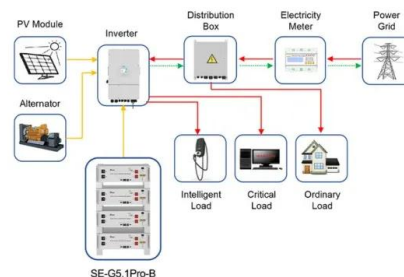 PV Module
Inverter
Distribution
Box
Electricity
Meter
Power
Grid
Alternator
Intelligent
Load
Critical
Load
Ordinary
Load
SE-G5.1Pro-B